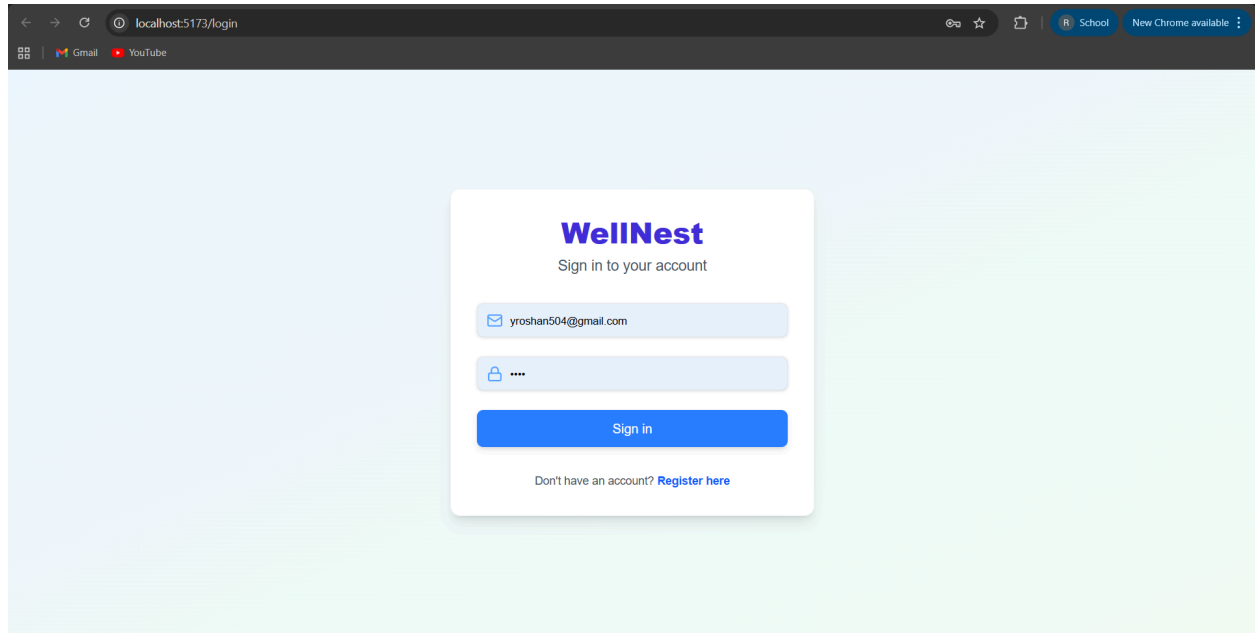 localhost:5173/login
R School
New Chrome available
Gmail YouTube
WellNest
Sign in to your account
yroshan504@gmail.com
••••
Sign in
Don't have an account? Register here